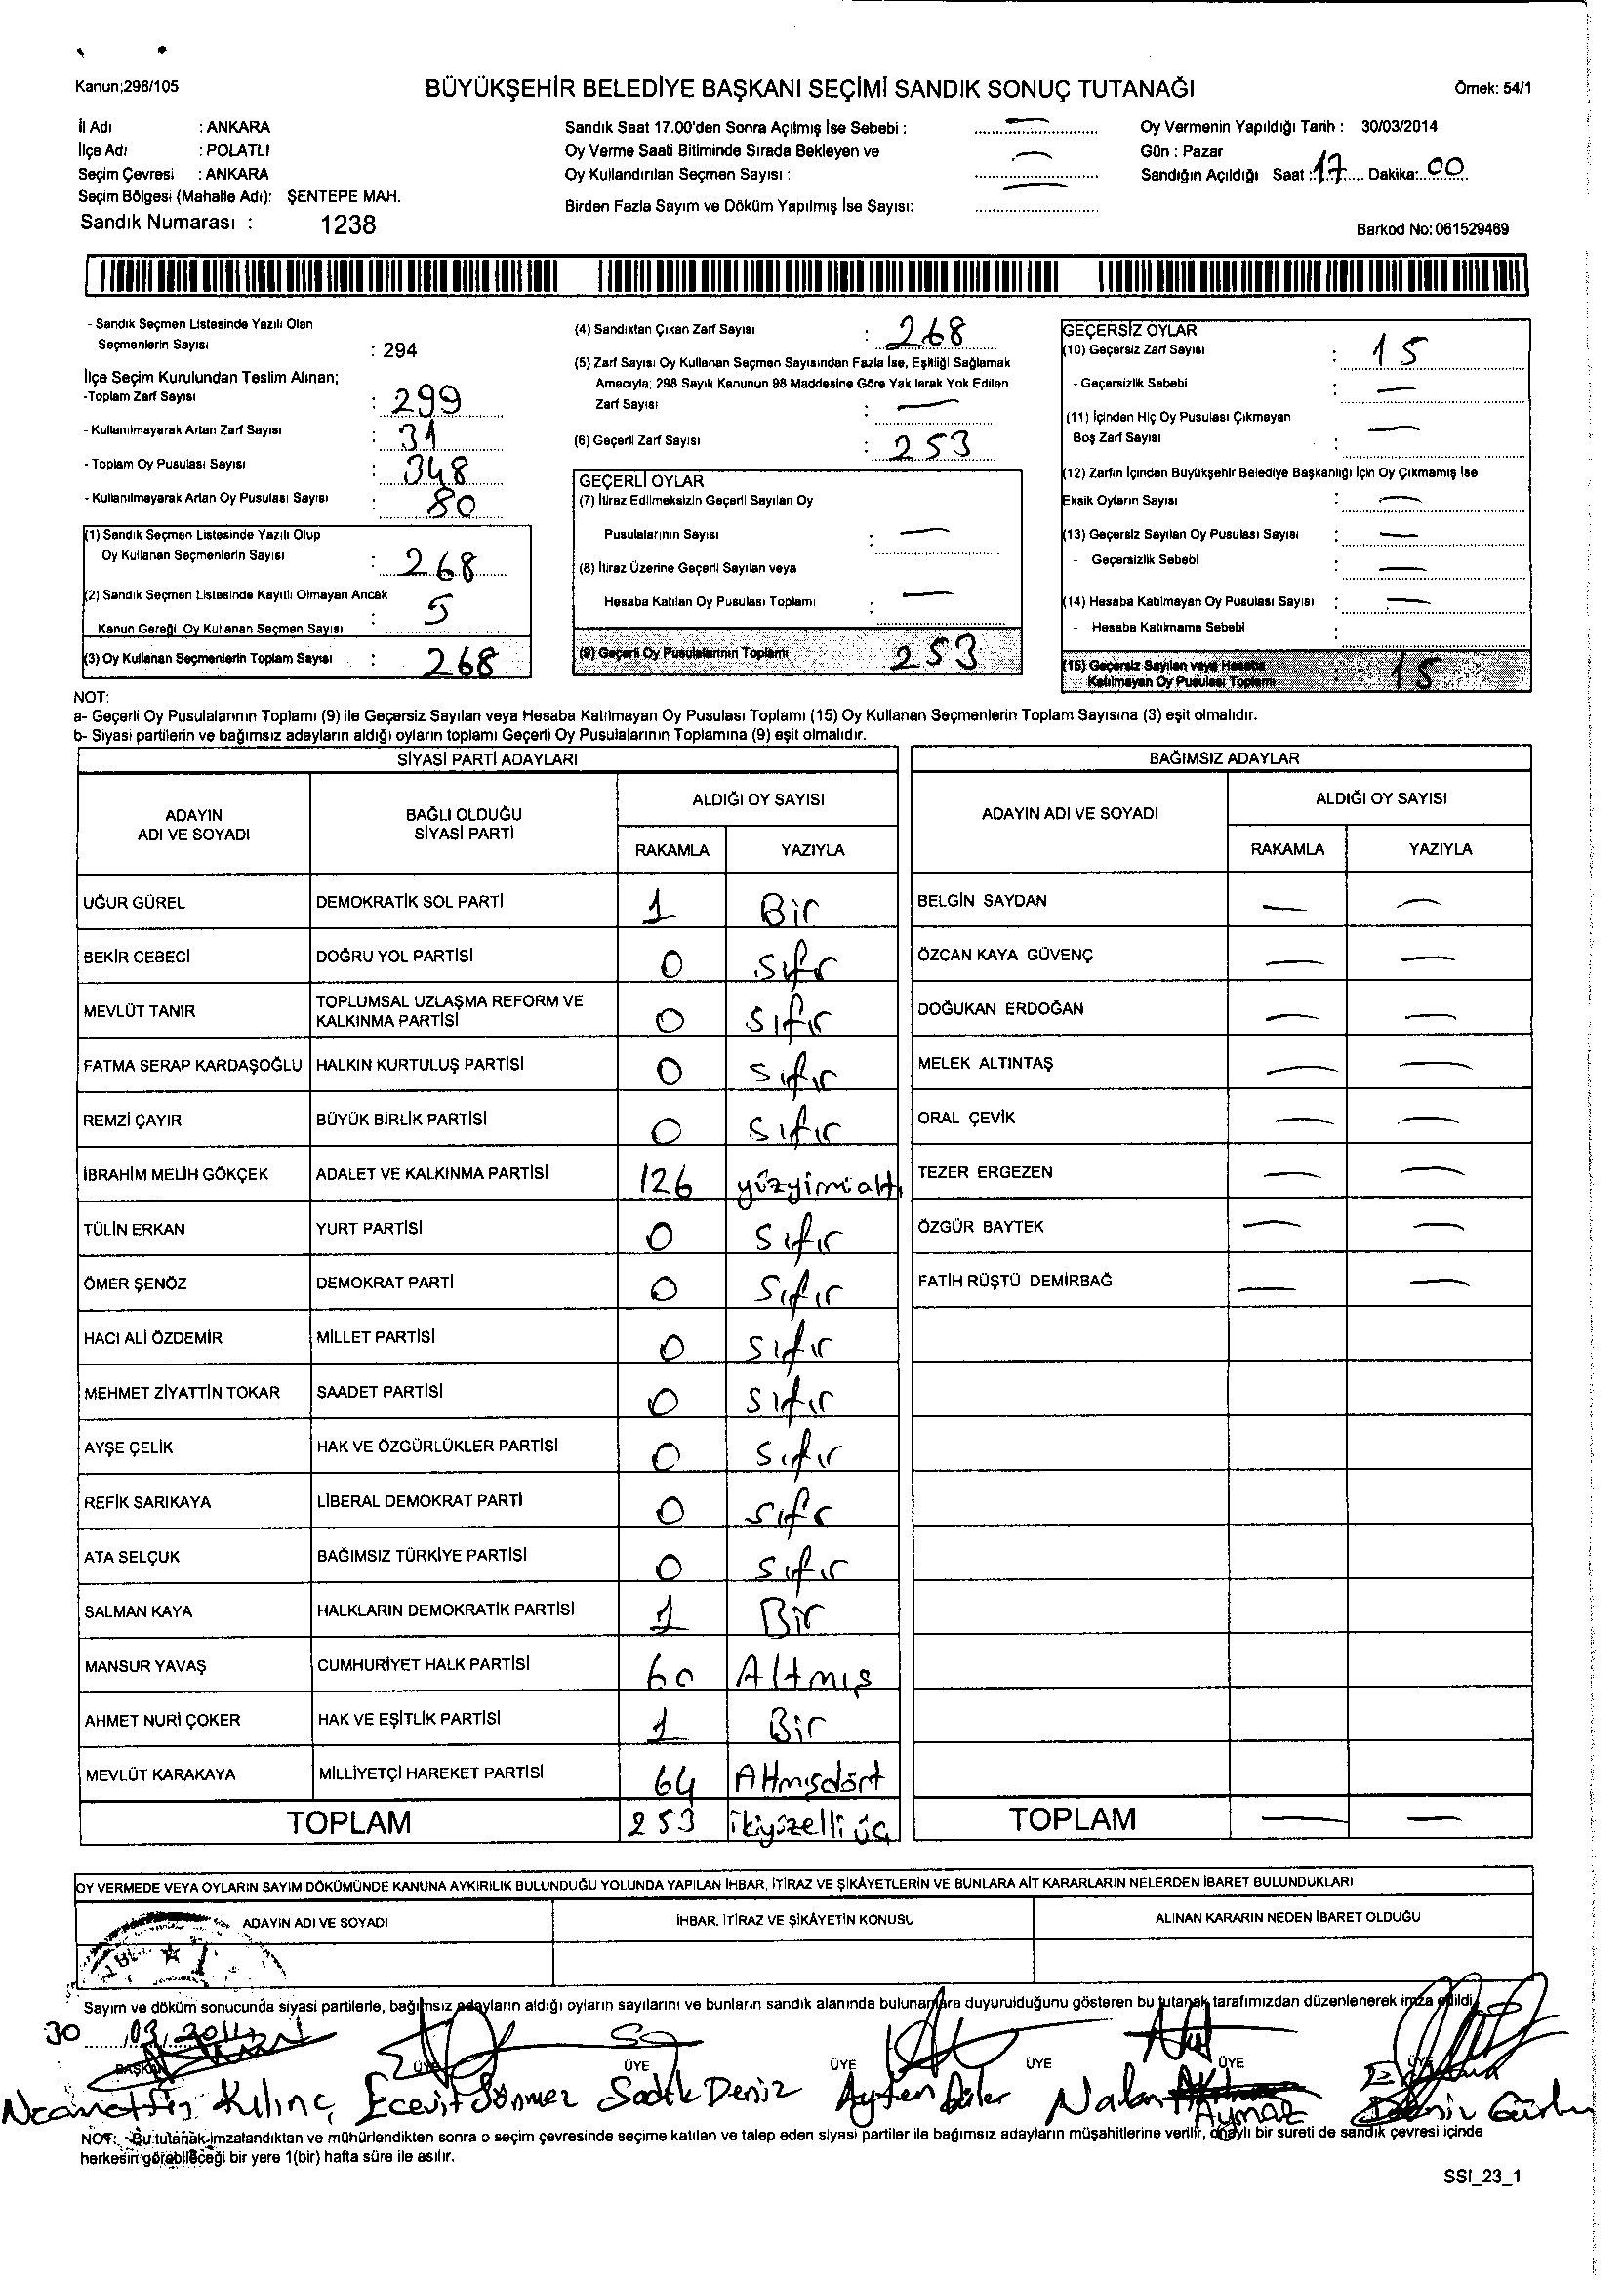 Kanun;298/105
BÜYÜKŞEHİR BELEDİYE BAŞKANI SEÇİMİ SANDIK SONUÇ TUTANAĞI
Örnek: 54/1
İl Adı : ANKARA
İlçe Adı : POLATLI
Seçim Çevresi : ANKARA
Seçim Bölgesi (Mahalle Adı): ŞENTEPE MAH.
Sandık Numarası : 1238
Sandık Saat 17.00'den Sonra Açılmış İse Sebebi : —
Oy Verme Saati Bitiminde Sırada Bekleyen ve
Oy Kullandırılan Seçmen Sayısı : —
Birden Fazla Sayım ve Döküm Yapılmış İse Sayısı: —
Oy Vermenin Yapıldığı Tarih : 30/03/2014
Gün : Pazar
Sandığın Açıldığı Saat : 17 Dakika: 00
Barkod No: 061529469
- Sandık Seçmen Listesinde Yazılı Olan
Seçmenlerin Sayısı : 294
İlçe Seçim Kurulundan Teslim Alınan;
-Toplam Zarf Sayısı : 299
- Kullanılmayarak Artan Zarf Sayısı : 31
- Toplam Oy Pusulası Sayısı : 348
- Kullanılmayarak Artan Oy Pusulası Sayısı : 80
(1) Sandık Seçmen Listesinde Yazılı Olup
Oy Kullanan Seçmenlerin Sayısı : 268
(2) Sandık Seçmen Listesinde Kayıtlı Olmayan Ancak
Kanun Gereği Oy Kullanan Seçmen Sayısı : 5
(3) Oy Kullanan Seçmenlerin Toplam Sayısı : 268
(4) Sandıktan Çıkan Zarf Sayısı : 268
(5) Zarf Sayısı Oy Kullanan Seçmen Sayısından Fazla İse, Eşitliği Sağlamak
Amacıyla; 298 Sayılı Kanunun 98.Maddesine Göre Yakılarak Yok Edilen
Zarf Sayısı : —
(6) Geçerli Zarf Sayısı : 253
GEÇERLİ OYLAR
(7) İtiraz Edilmeksizin Geçerli Sayılan Oy
Pusulalarının Sayısı : —
(8) İtiraz Üzerine Geçerli Sayılan veya
Hesaba Katılan Oy Pusulası Toplamı : —
(9) Geçerli Oy Pusulalarının Toplamı 253
GEÇERSİZ OYLAR
(10) Geçersiz Zarf Sayısı : 15
- Geçersizlik Sebebi : —
(11) İçinden Hiç Oy Pusulası Çıkmayan
Boş Zarf Sayısı : —
(12) Zarfın İçinden Büyükşehir Belediye Başkanlığı İçin Oy Çıkmamış İse
Eksik Oyların Sayısı : —
(13) Geçersiz Sayılan Oy Pusulası Sayısı : —
- Geçersizlik Sebebi : —
(14) Hesaba Katılmayan Oy Pusulası Sayısı : —
- Hesaba Katılmama Sebebi :
(15) Geçersiz Sayılan veya Hesaba
Katılmayan Oy Pusulası Toplamı : 15
NOT:
a- Geçerli Oy Pusulalarının Toplamı (9) ile Geçersiz Sayılan veya Hesaba Katılmayan Oy Pusulası Toplamı (15) Oy Kullanan Seçmenlerin Toplam Sayısına (3) eşit olmalıdır.
b- Siyasi partilerin ve bağımsız adayların aldığı oyların toplamı Geçerli Oy Pusulalarının Toplamına (9) eşit olmalıdır.
SİYASİ PARTİ ADAYLARI
ADAYIN ADI VE SOYADI BAĞLI OLDUĞU SİYASİ PARTİ ALDIĞI OY SAYISI
RAKAMLA YAZIYLA
UĞUR GÜREL DEMOKRATİK SOL PARTİ 1 Bir
BEKİR CEBECİ DOĞRU YOL PARTİSİ 0 sıfr
MEVLÜT TANIR TOPLUMSAL UZLAŞMA REFORM VE KALKINMA PARTİSİ 0 sıfır
FATMA SERAP KARDAŞOĞLU HALKIN KURTULUŞ PARTİSİ 0 sıfır
REMZİ ÇAYIR BÜYÜK BİRLİK PARTİSİ 0 sıfır
İBRAHİM MELİH GÖKÇEK ADALET VE KALKINMA PARTİSİ 126 yüzyirmialtı
TÜLİN ERKAN YURT PARTİSİ 0 sıfır
ÖMER ŞENÖZ DEMOKRAT PARTİ 0 sıfır
HACI ALİ ÖZDEMİR MİLLET PARTİSİ 0 sıfır
MEHMET ZİYATTİN TOKAR SAADET PARTİSİ 0 sıfır
AYŞE ÇELİK HAK VE ÖZGÜRLÜKLER PARTİSİ 0 sıfır
REFİK SARIKAYA LİBERAL DEMOKRAT PARTİ 0 sıfr
ATA SELÇUK BAĞIMSIZ TÜRKİYE PARTİSİ 0 sıfır
SALMAN KAYA HALKLARIN DEMOKRATİK PARTİSİ 1 Bir
MANSUR YAVAŞ CUMHURİYET HALK PARTİSİ 60 Altmış
AHMET NURİ ÇOKER HAK VE EŞİTLİK PARTİSİ 1 Bir
MEVLÜT KARAKAYA MİLLİYETÇİ HAREKET PARTİSİ 64 Altmışdört
TOPLAM 253 ikiyüzelli üç
BAĞIMSIZ ADAYLAR
ADAYIN ADI VE SOYADI ALDIĞI OY SAYISI
RAKAMLA YAZIYLA
BELGİN SAYDAN — —
ÖZCAN KAYA GÜVENÇ — —
DOĞUKAN ERDOĞAN — —
MELEK ALTINTAŞ — —
ORAL ÇEVİK — —
TEZER ERGEZEN — —
ÖZGÜR BAYTEK — —
FATİH RÜŞTÜ DEMİRBAĞ — —
TOPLAM — —
OY VERMEDE VEYA OYLARIN SAYIM DÖKÜMÜNDE KANUNA AYKIRILIK BULUNDUĞU YOLUNDA YAPILAN İHBAR, İTİRAZ VE ŞİKÂYETLERİN VE BUNLARA AİT KARARLARIN NELERDEN İBARET BULUNDUKLARI
ADAYIN ADI VE SOYADI İHBAR, İTİRAZ VE ŞİKÂYETİN KONUSU ALINAN KARARIN NEDEN İBARET OLDUĞU
Sayım ve döküm sonucunda siyasi partilerle, bağımsız adayların aldığı oyların sayılarını ve bunların sandık alanında bulunanlara duyurulduğunu gösteren bu tutanak tarafımızdan düzenlenerek imza edildi.
30 .03.2014
BAŞKAN ÜYE ÜYE ÜYE ÜYE ÜYE
Kılınç Ecevit Sönmez Sadık Deniz Ayten Nalan Aymaz
NOT: Bu tutanak imzalandıktan ve mühürlendikten sonra o seçim çevresinde seçime katılan ve talep eden siyasi partiler ile bağımsız adayların müşahitlerine verilir, onaylı bir sureti de sandık çevresi içinde
herkesin görebileceği bir yere 1(bir) hafta süre ile asılır.
SSI_23_1